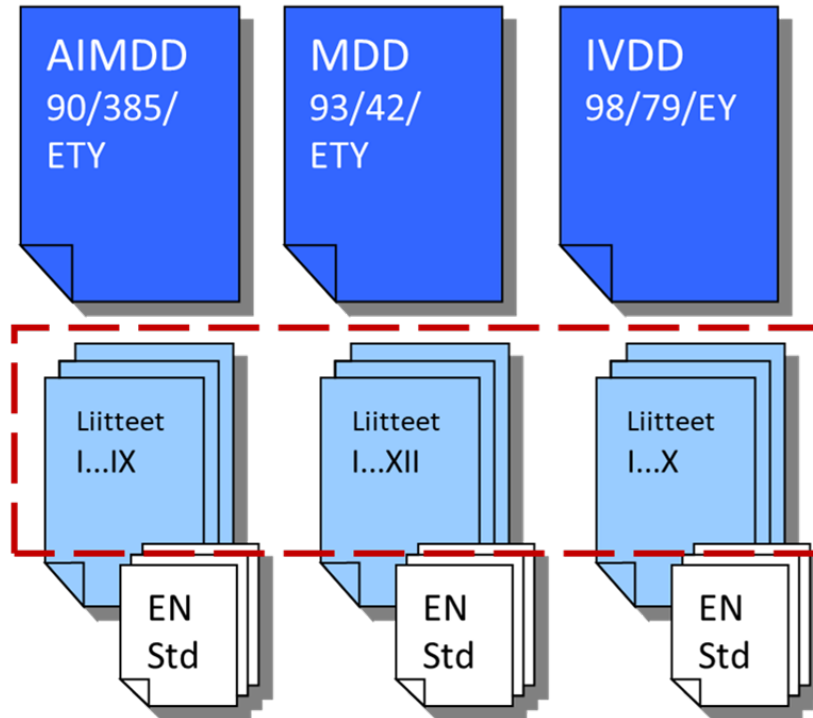 AIMDD
90/385/
ETY
MDD
93/42/
ETY
IVDD
98/79/EY
Liitteet
I...IX
Liitteet
I...XII
Liitteet
I...X
EN
Std
EN
Std
EN
Std